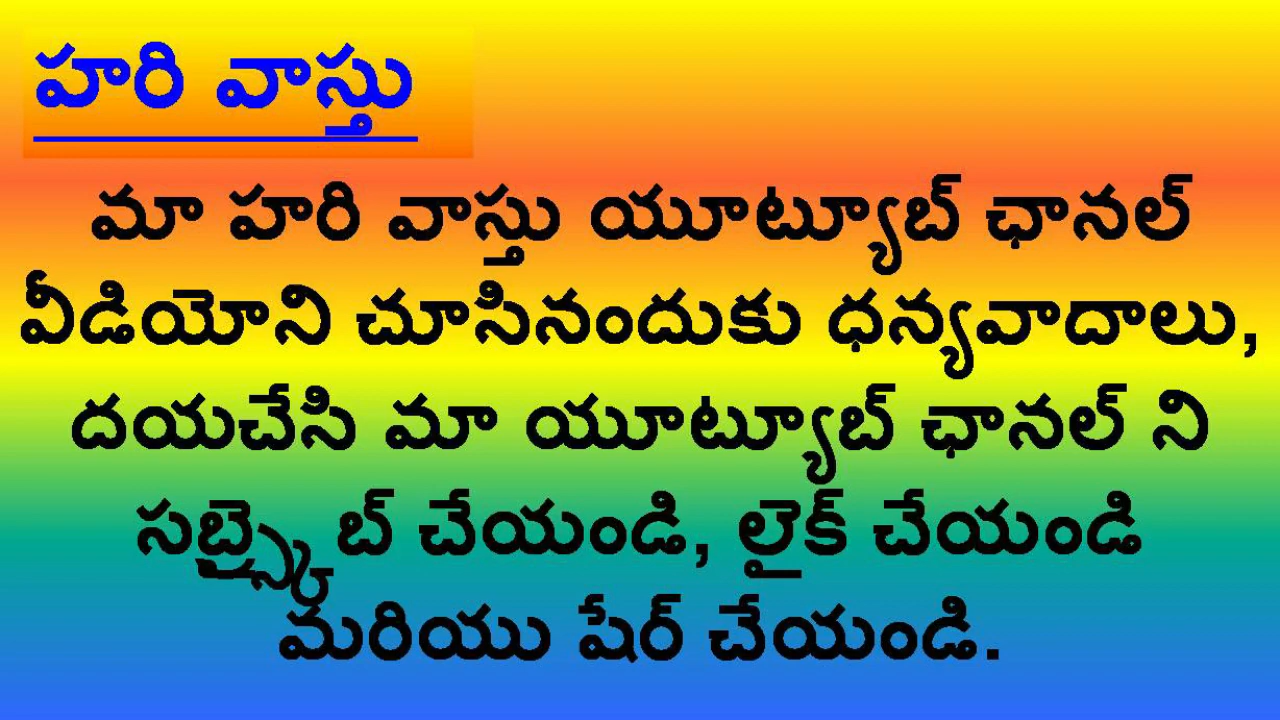 హరి వాస్తు
మా హరి వాస్తు యూట్యూబ్ ఛానల్
వీడియోని చూసినందుకు ధన్యవాదాలు,
దయచేసి మా యూట్యూబ్ ఛానల్ ని
సబ్స్క్రైబ్ చేయండి, లైక్ చేయండి
మరియు షేర్ చేయండి.